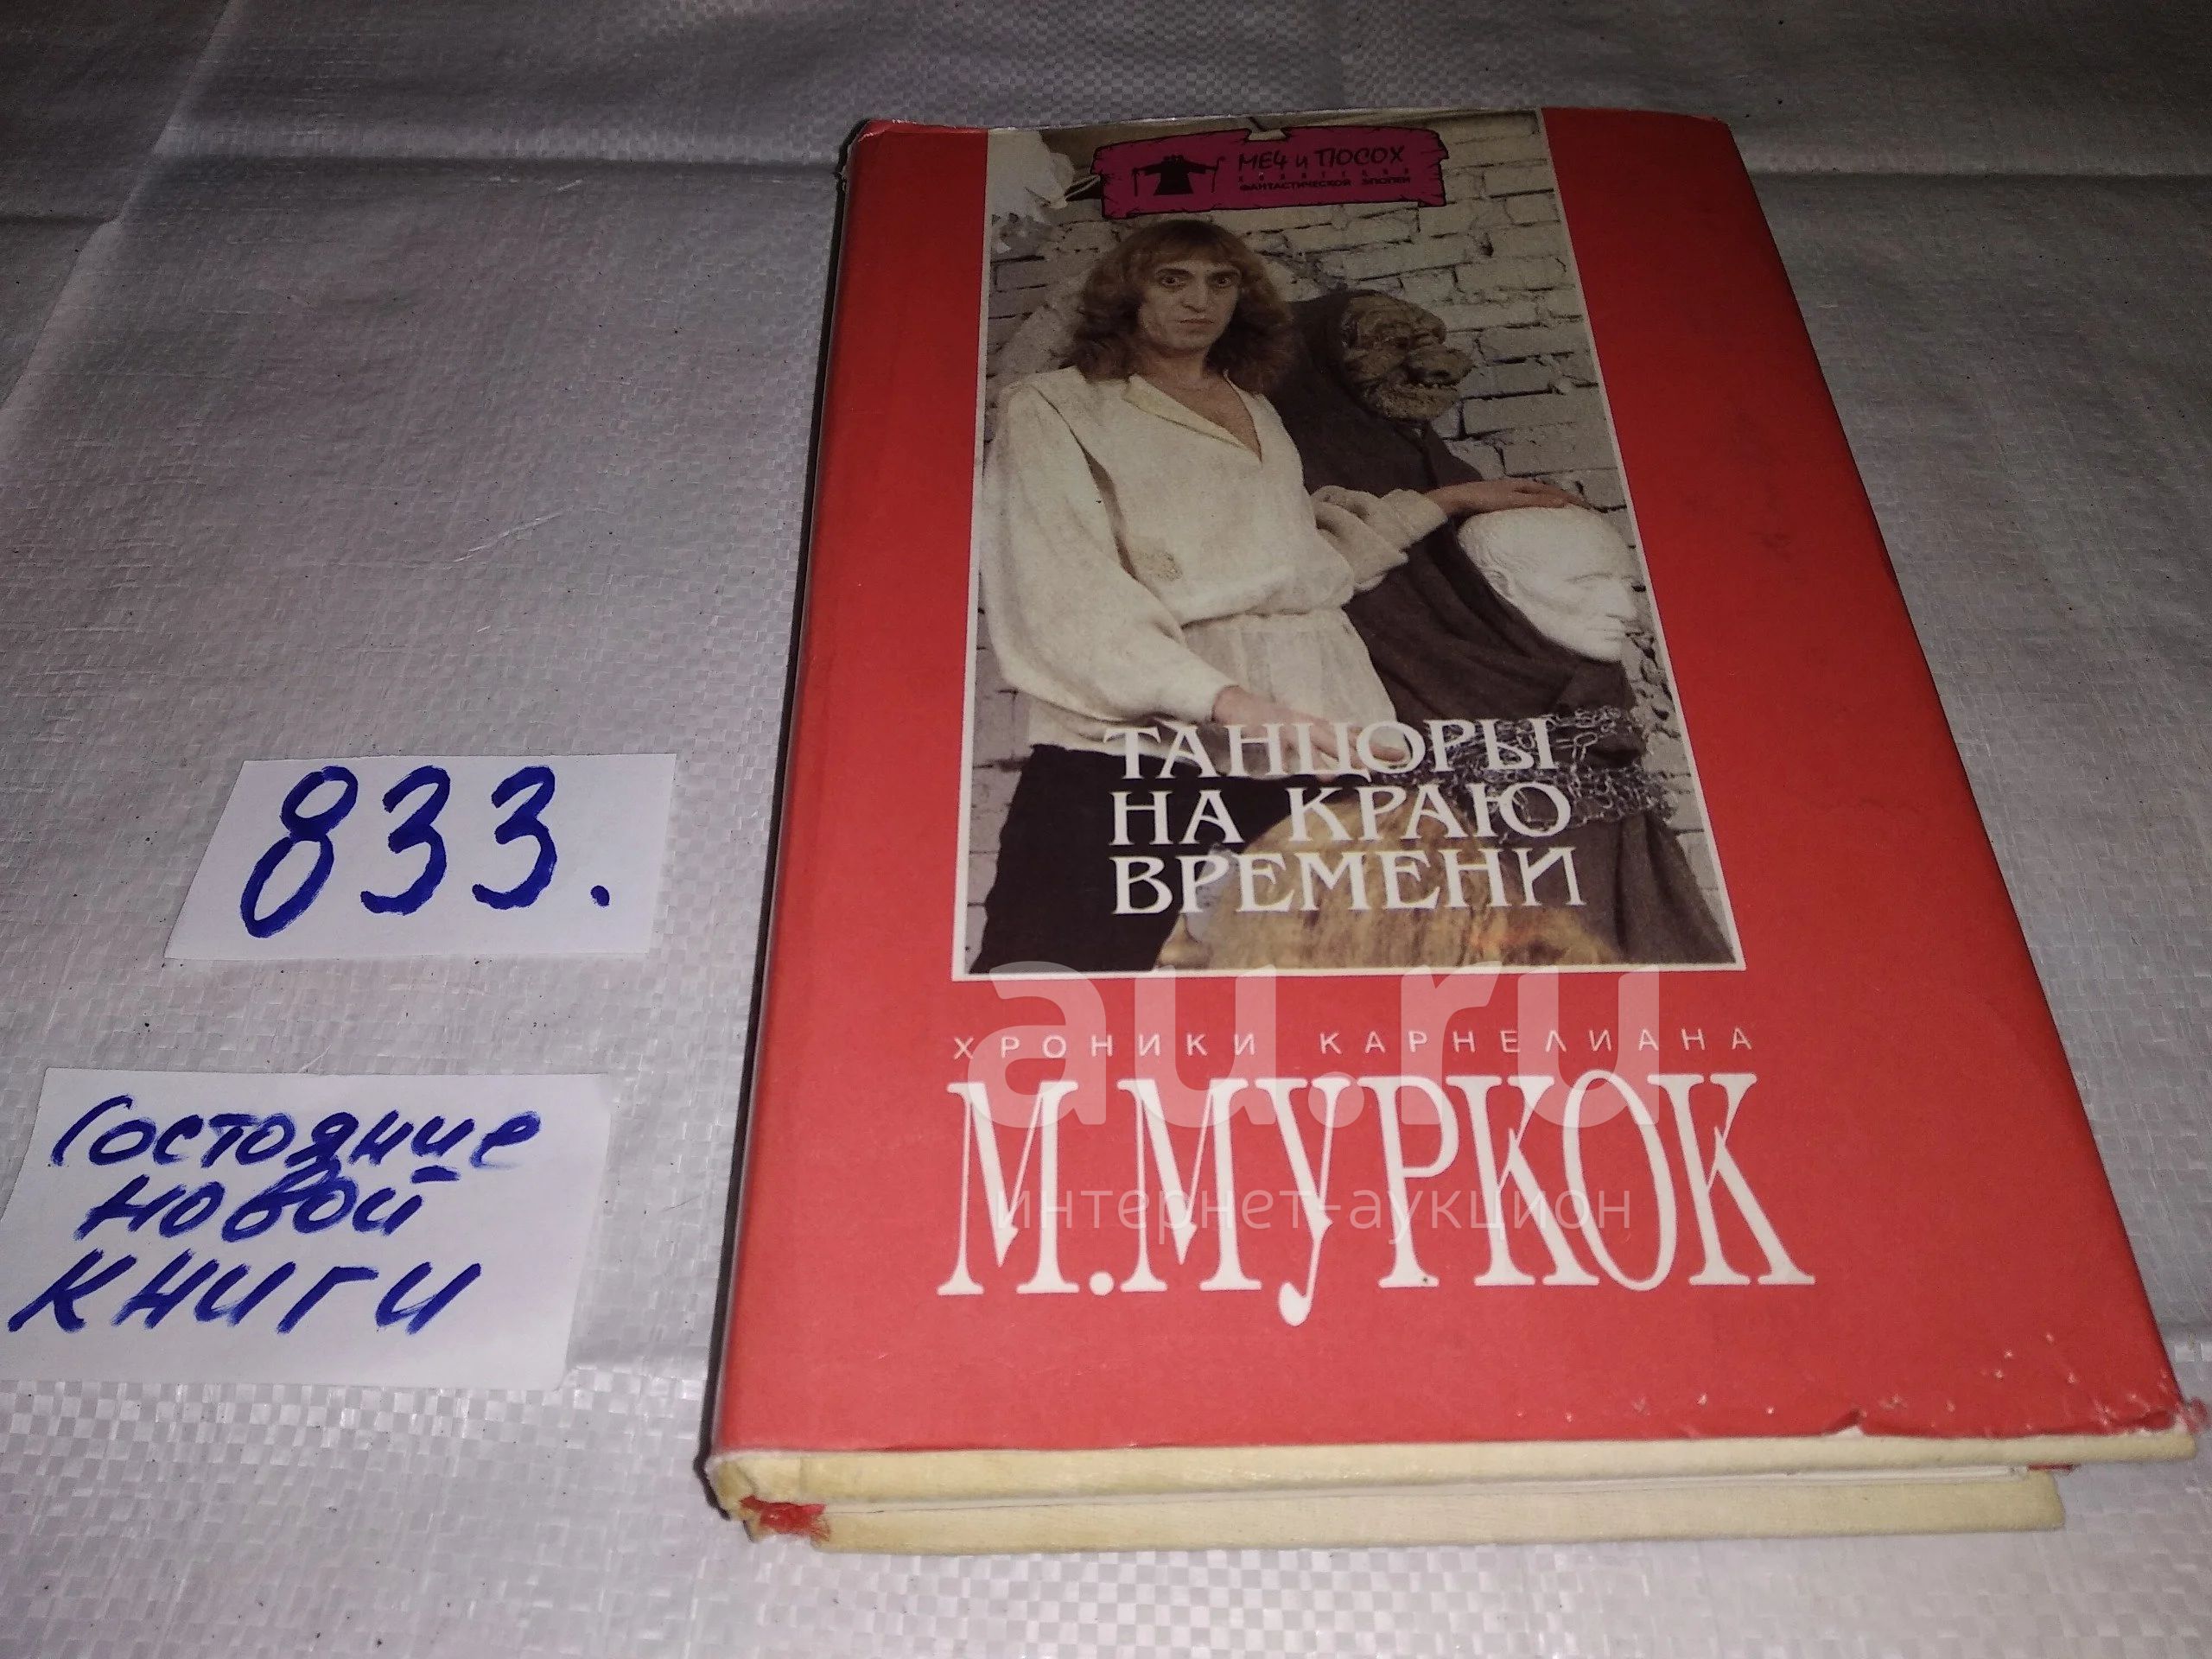 МЕЧ и ПОСОХ
ФАНТАСТИЧЕСКОЙ ЭПОПЕИ
ТАНЦОРЫ
НА КРАЮ
ВРЕМЕНИ
ХРОНИКИ КАРНЕЛИАНА
М.МУРКОК
au.ru
интернет-аукцион
833.
Состояние
новой
книги